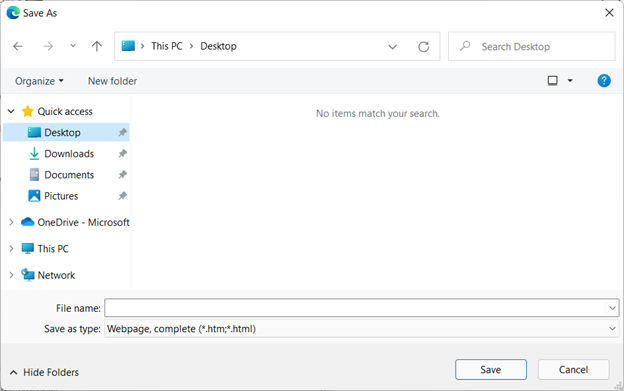 Save As
This PC > Desktop
Search Desktop
Organize
New folder
?
Quick access
No items match your search.
Desktop
Downloads
Documents
Pictures
OneDrive - Microsoft
This PC
Network
File name:
Save as type: Webpage, complete (*.htm;*.html)
Hide Folders
Save
Cancel